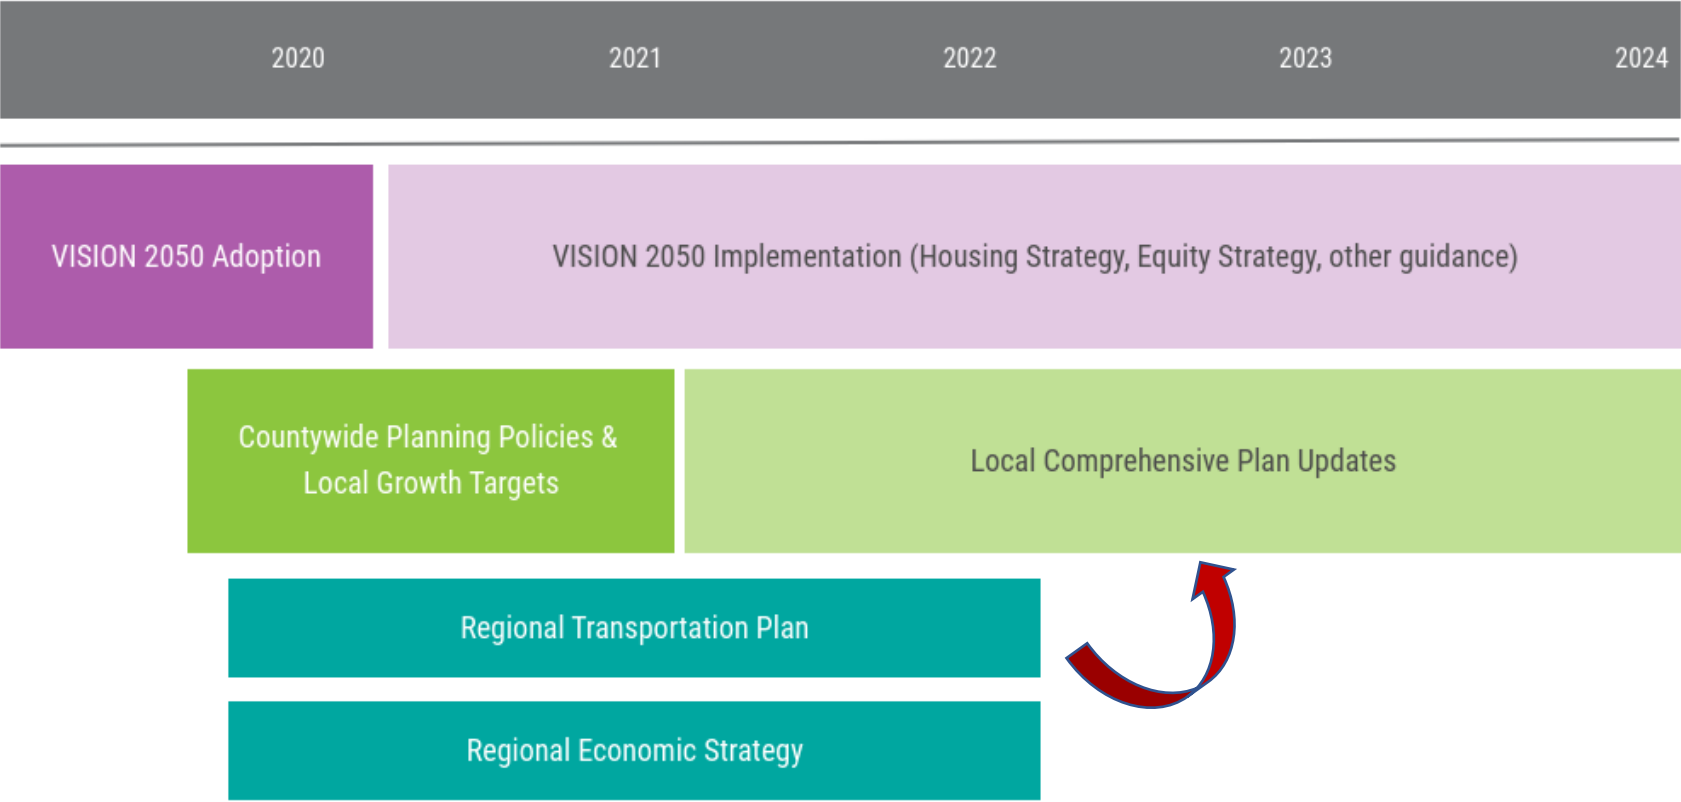 2020 2021 2022 2023 2024
VISION 2050 Adoption
VISION 2050 Implementation (Housing Strategy, Equity Strategy, other guidance)
Countywide Planning Policies &
Local Growth Targets
Local Comprehensive Plan Updates
Regional Transportation Plan
Regional Economic Strategy